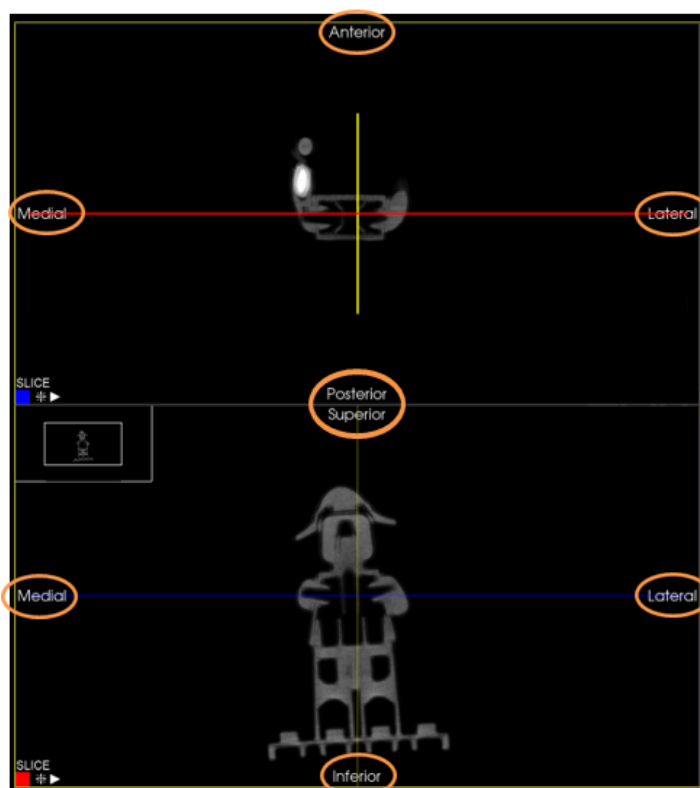 Anterior
Medial Lateral
SLICE
Posterior
Superior
Medial Lateral
SLICE
Inferior